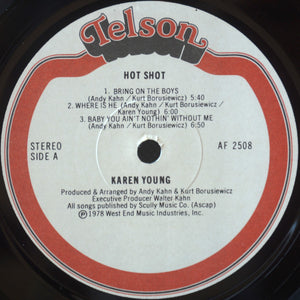 Telson
HOT SHOT
1. BRING ON THE BOYS
(Andy Kahn / Kurt Borusiewicz) 5:40
2. WHERE IS HE (Andy Kahn / Kurt Borusiewicz /
Karen Young) 6:00
3. BABY YOU AIN'T NOTHIN' WITHOUT ME
(Andy Kahn / Kurt Borusiewicz) 6:50
STEREO AF 2508
SIDE A
KAREN YOUNG
Produced & Arranged by Andy Kahn & Kurt Borusiewicz
Executive Producer Walter Kahn
All songs published by Scully Music Co. (Ascap)
Ⓟ 1978 West End Music Industries, Inc.